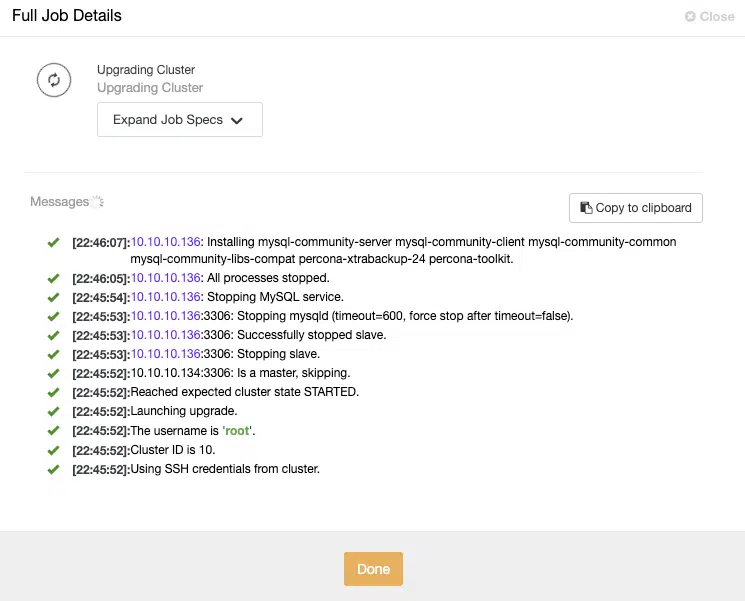 Full Job Details
Close
Upgrading Cluster
Upgrading Cluster
Expand Job Specs
Messages
Copy to clipboard
[22:46:07]:10.10.10.136: Installing mysql-community-server mysql-community-client mysql-community-common
mysql-community-libs-compat percona-xtrabackup-24 percona-toolkit.
[22:46:05]:10.10.10.136: All processes stopped.
[22:45:54]:10.10.10.136: Stopping MySQL service.
[22:45:53]:10.10.10.136:3306: Stopping mysqld (timeout=600, force stop after timeout=false).
[22:45:53]:10.10.10.136:3306: Successfully stopped slave.
[22:45:53]:10.10.10.136:3306: Stopping slave.
[22:45:52]:10.10.10.134:3306: Is a master, skipping.
[22:45:52]:Reached expected cluster state STARTED.
[22:45:52]:Launching upgrade.
[22:45:52]:The username is 'root'.
[22:45:52]:Cluster ID is 10.
[22:45:52]:Using SSH credentials from cluster.
Done